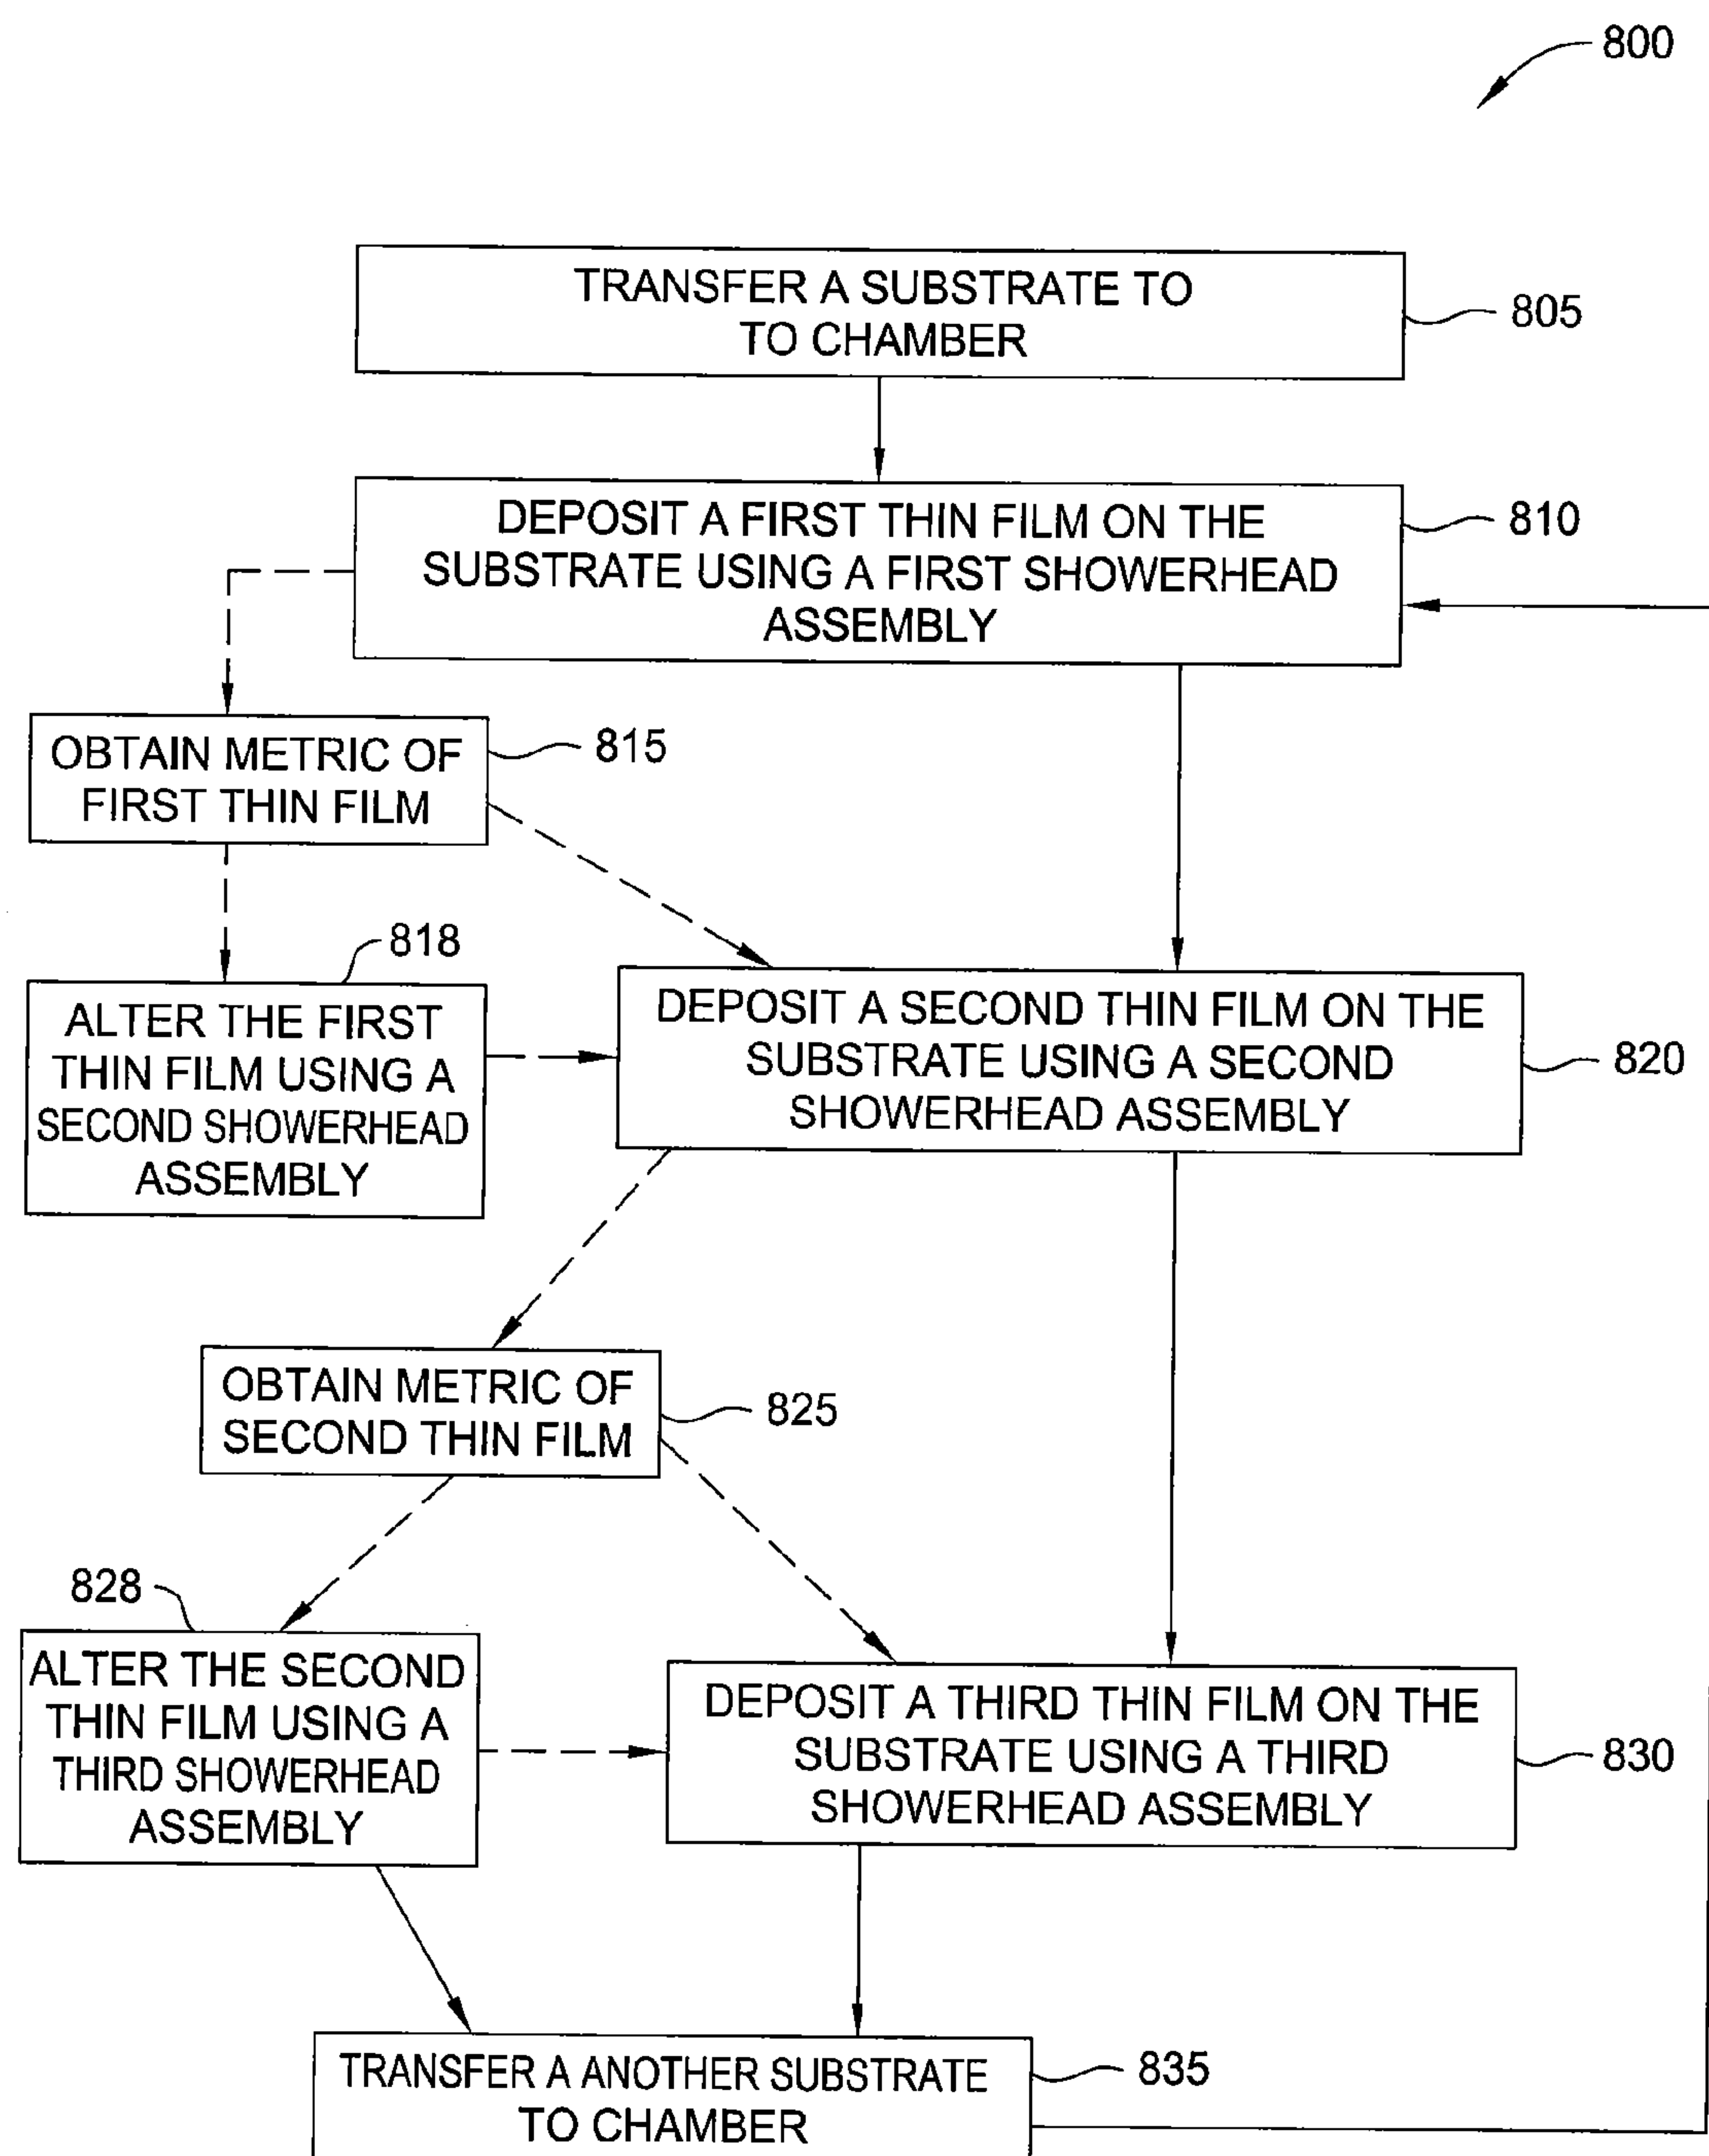 800
TRANSFER A SUBSTRATE TO
TO CHAMBER
805
DEPOSIT A FIRST THIN FILM ON THE
SUBSTRATE USING A FIRST SHOWERHEAD
ASSEMBLY
810
OBTAIN METRIC OF
FIRST THIN FILM
815
818
ALTER THE FIRST
THIN FILM USING A
SECOND SHOWERHEAD
ASSEMBLY
DEPOSIT A SECOND THIN FILM ON THE
SUBSTRATE USING A SECOND
SHOWERHEAD ASSEMBLY
820
OBTAIN METRIC OF
SECOND THIN FILM
825
828
ALTER THE SECOND
THIN FILM USING A
THIRD SHOWERHEAD
ASSEMBLY
DEPOSIT A THIRD THIN FILM ON THE
SUBSTRATE USING A THIRD
SHOWERHEAD ASSEMBLY
830
TRANSFER A ANOTHER SUBSTRATE
TO CHAMBER
835